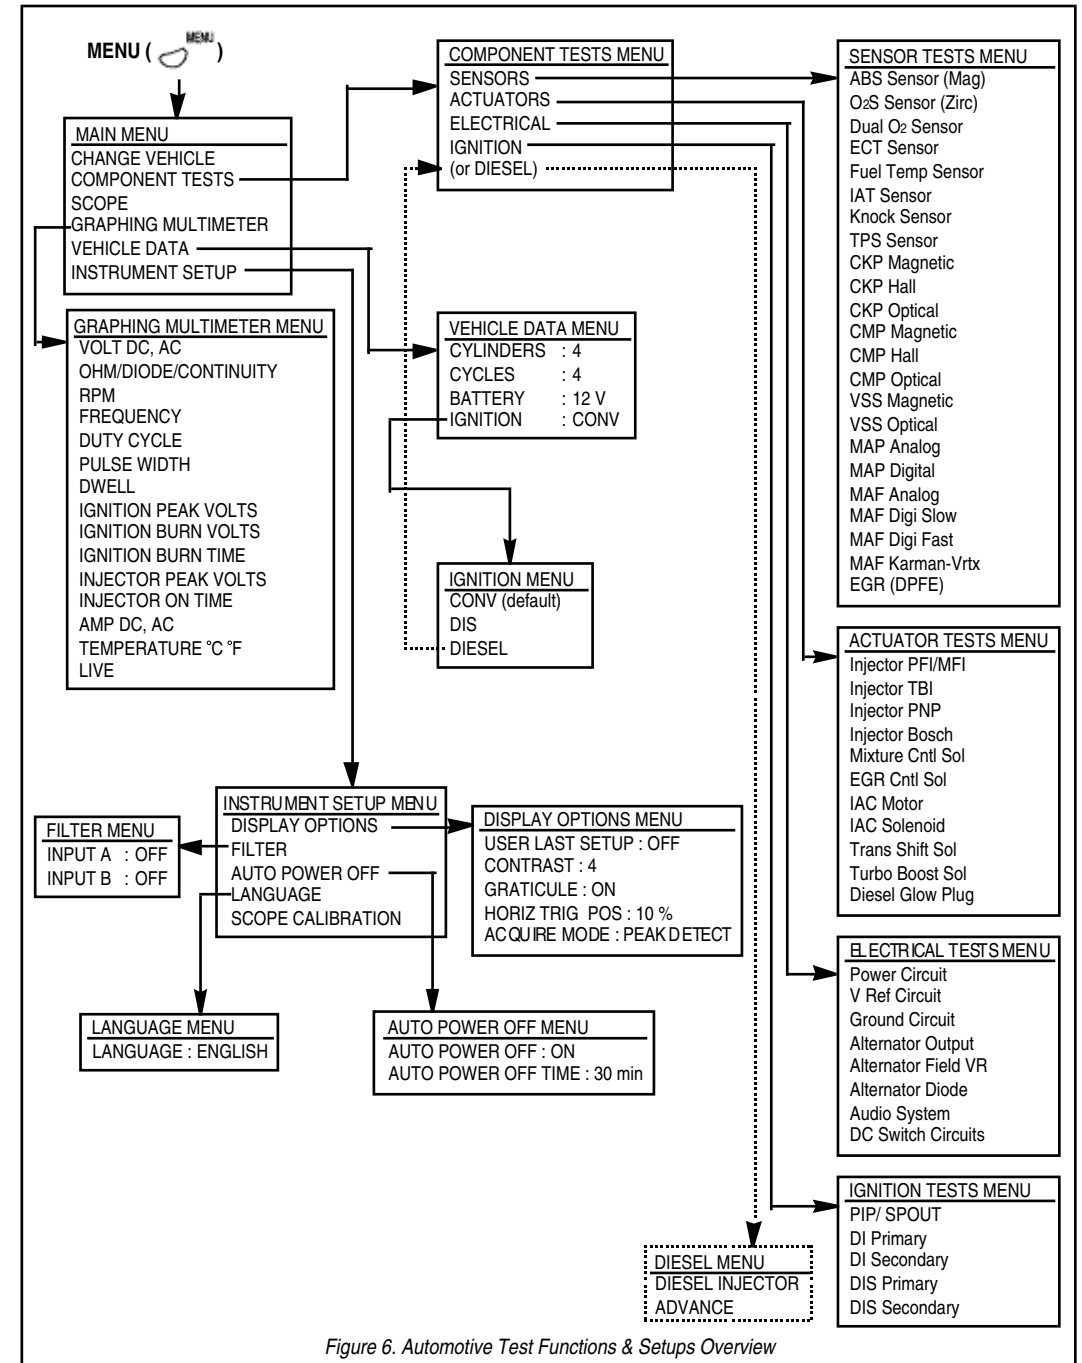 MENU ( MENU )
MAIN MENU
CHANGE VEHICLE
COMPONENT TESTS
SCOPE
GRAPHING MULTIMETER
VEHICLE DATA
INSTRUMENT SETUP
COMPONENT TESTS MENU
SENSORS
ACTUATORS
ELECTRICAL
IGNITION
(or DIESEL)
SENSOR TESTS MENU
ABS Sensor (Mag)
O2S Sensor (Zirc)
Dual O2 Sensor
ECT Sensor
Fuel Temp Sensor
IAT Sensor
Knock Sensor
TPS Sensor
CKP Magnetic
CKP Hall
CKP Optical
CMP Magnetic
CMP Hall
CMP Optical
VSS Magnetic
VSS Optical
MAP Analog
MAP Digital
MAF Analog
MAF Digi Slow
MAF Digi Fast
MAF Karman-Vrtx
EGR (DPFE)
GRAPHING MULTIMETER MENU
VOLT DC, AC
OHM/DIODE/CONTINUITY
RPM
FREQUENCY
DUTY CYCLE
PULSE WIDTH
DWELL
IGNITION PEAK VOLTS
IGNITION BURN VOLTS
IGNITION BURN TIME
INJECTOR PEAK VOLTS
INJECTOR ON TIME
AMP DC, AC
TEMPERATURE °C °F
LIVE
VEHICLE DATA MENU
CYLINDERS : 4
CYCLES : 4
BATTERY : 12 V
IGNITION : CONV
IGNITION MENU
CONV (default)
DIS
DIESEL
ACTUATOR TESTS MENU
Injector PFI/MFI
Injector TBI
Injector PNP
Injector Bosch
Mixture Cntl Sol
EGR Cntl Sol
IAC Motor
IAC Solenoid
Trans Shift Sol
Turbo Boost Sol
Diesel Glow Plug
INSTRUMENT SETUP MENU
DISPLAY OPTIONS
FILTER
AUTO POWER OFF
LANGUAGE
SCOPE CALIBRATION
FILTER MENU
INPUT A : OFF
INPUT B : OFF
DISPLAY OPTIONS MENU
USER LAST SETUP : OFF
CONTRAST : 4
GRATICULE : ON
HORIZ TRIG POS : 10 %
ACQUIRE MODE : PEAK DETECT
LANGUAGE MENU
LANGUAGE : ENGLISH
AUTO POWER OFF MENU
AUTO POWER OFF : ON
AUTO POWER OFF TIME : 30 min
ELECTRICAL TESTS MENU
Power Circuit
V Ref Circuit
Ground Circuit
Alternator Output
Alternator Field VR
Alternator Diode
Audio System
DC Switch Circuits
IGNITION TESTS MENU
PIP/ SPOUT
DI Primary
DI Secondary
DIS Primary
DIS Secondary
DIESEL MENU
DIESEL INJECTOR
ADVANCE
Figure 6. Automotive Test Functions & Setups Overview